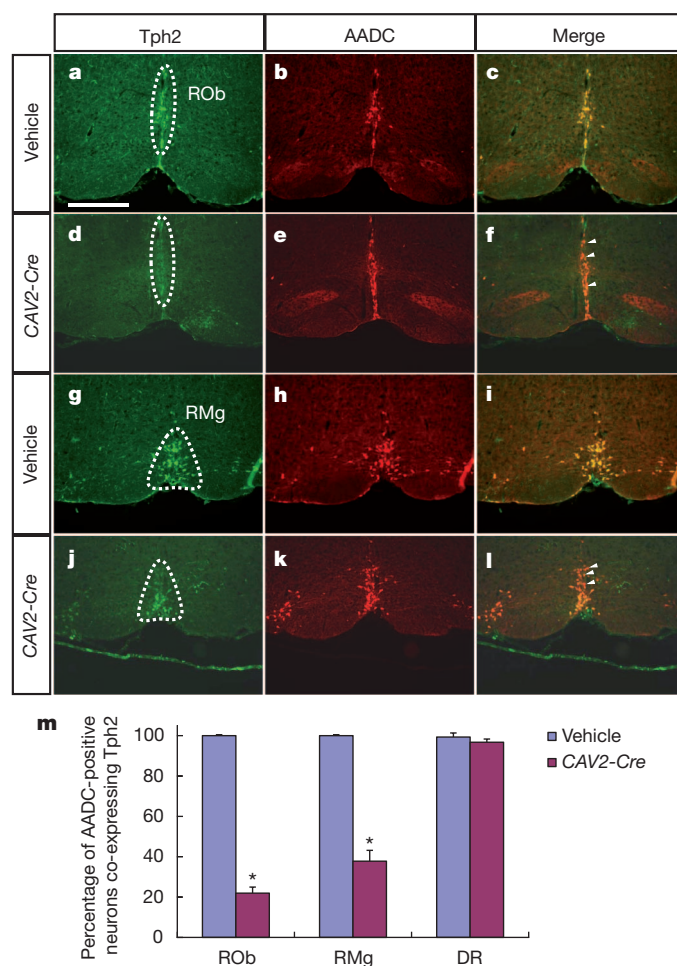 Tph2 AADC Merge
Vehicle
a ROb b c
CAV2-Cre
d e f
Vehicle
g RMg h i
CAV2-Cre
j k l
m
Percentage of AADC-positive
neurons co-expressing Tph2
100
80
60
40
20
0
* *
ROb RMg DR
Vehicle
CAV2-Cre